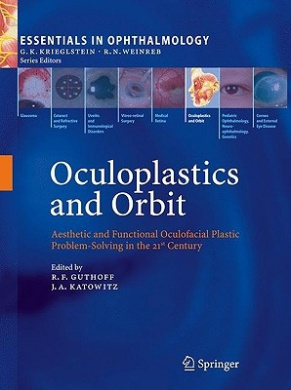 ESSENTIALS IN OPHTHALMOLOGY
G. K. KRIEGLSTEIN · R. N. WEINREB
Series Editors
Glaucoma
Cataract and Refractive Surgery
Uveitis and Immunological Disorders
Vitreo-retinal Surgery
Medical Retina
Oculoplastics and Orbit
Pediatric Ophthalmology, Neuro-ophthalmology, Genetics
Cornea and External Eye Disease
Oculoplastics
and Orbit
Aesthetic and Functional Oculofacial Plastic
Problem-Solving in the 21st Century
Edited by
R. F. GUTHOFF
J. A. KATOWITZ
Springer